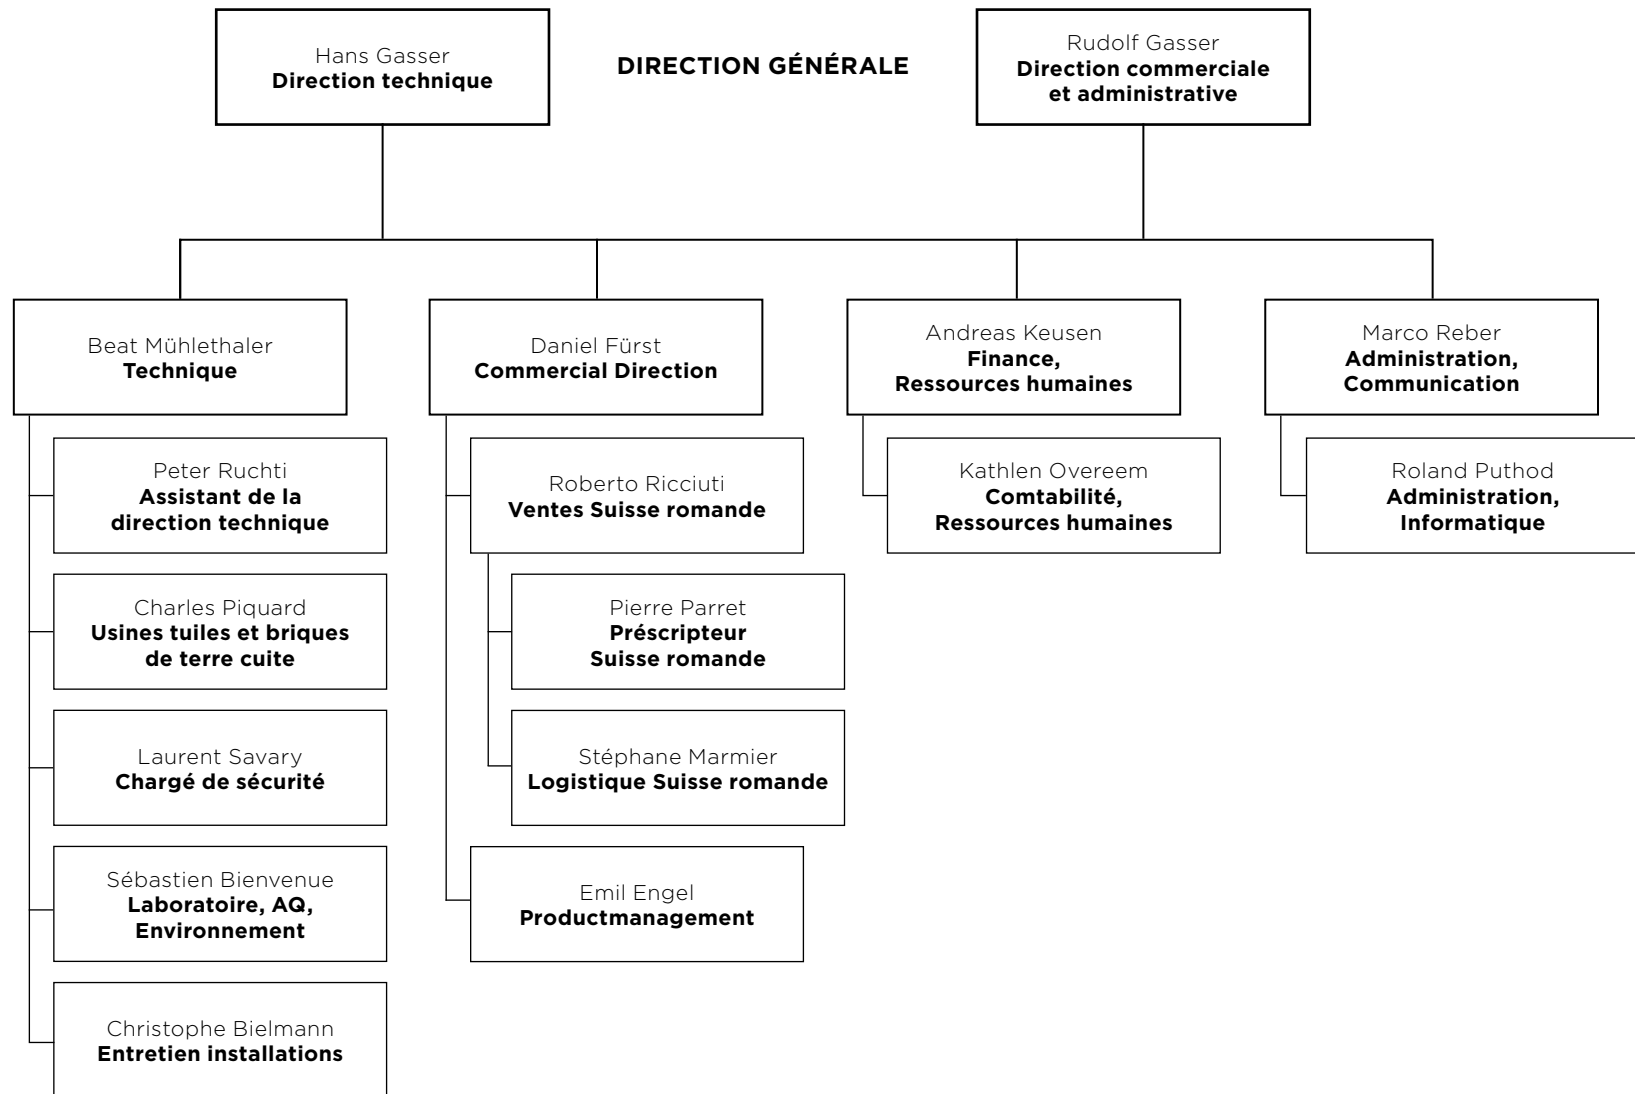 Hans Gasser
Direction technique
DIRECTION GÉNÉRALE
Rudolf Gasser
Direction commerciale
et administrative
Beat Mühlethaler
Technique
Daniel Fürst
Commercial Direction
Andreas Keusen
Finance,
Ressources humaines
Marco Reber
Administration,
Communication
Peter Ruchti
Assistant de la
direction technique
Charles Piquard
Usines tuiles et briques
de terre cuite
Laurent Savary
Chargé de sécurité
Sébastien Bienvenue
Laboratoire, AQ,
Environnement
Christophe Bielmann
Entretien installations
Roberto Ricciuti
Ventes Suisse romande
Pierre Parret
Préscripteur
Suisse romande
Stéphane Marmier
Logistique Suisse romande
Emil Engel
Productmanagement
Kathlen Overeem
Comtabilité,
Ressources humaines
Roland Puthod
Administration,
Informatique